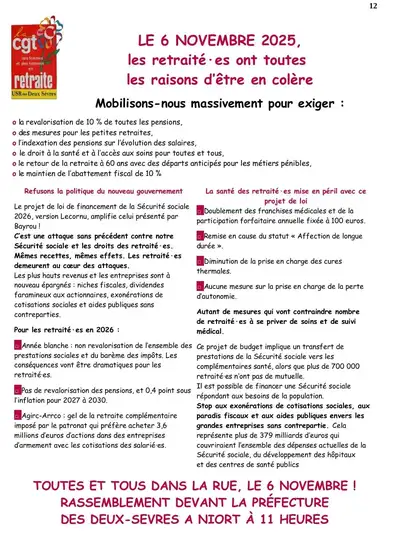 12
la
cgt
retraite
USR des Deux Sèvres
LE 6 NOVEMBRE 2025,
les retraité·es ont toutes
les raisons d'être en colère
Mobilisons-nous massivement pour exiger :
o la revalorisation de 10 % de toutes les pensions,
o des mesures pour les petites retraites,
o l'indexation des pensions sur l'évolution des salaires,
o le droit à la santé et à l'accès aux soins pour toutes et tous,
o le retour de la retraite à 60 ans avec des départs anticipés pour les métiers pénibles,
o le maintien de l'abattement fiscal de 10 %
Refusons la politique du nouveau gouvernement
Le projet de loi de financement de la Sécurité sociale
2026, version Lecornu, amplifie celui présenté par
Bayrou !
C'est une attaque sans précédent contre notre
Sécurité sociale et les droits des retraité·es.
Mêmes recettes, mêmes effets. Les retraité·es
demeurent au cœur des attaques.
Les plus hauts revenus et les entreprises sont à
nouveau épargnés : niches fiscales, dividendes
faramineux aux actionnaires, exonérations de
cotisations sociales et aides publiques sans
contreparties.
Pour les retraité·es en 2026 :
Année blanche : non revalorisation de l'ensemble des
prestations sociales et du barème des impôts. Les
conséquences vont être dramatiques pour les
retraité·es.
Pas de revalorisation des pensions, et 0,4 point sous
l'inflation pour 2027 à 2030.
Agirc-Arrco : gel de la retraite complémentaire
imposé par le patronat qui préfère acheter 3,6
millions d'euros d'actions dans des entreprises
d'armement avec les cotisations des salarié·es.
La santé des retraité·es mise en péril avec ce
projet de loi
Doublement des franchises médicales et de la
participation forfaitaire annuelle fixée à 100 euros.
Remise en cause du statut « Affection de longue
durée ».
Diminution de la prise en charge des cures
thermales.
Aucune mesure sur la prise en charge de la perte
d'autonomie.
Autant de mesures qui vont contraindre nombre
de retraité·es à se priver de soins et de suivi
médical.
Ce projet de budget implique un transfert de
prestations de la Sécurité sociale vers les
complémentaires santé, alors que plus de 700 000
retraité·es n'ont pas de mutuelle.
Il est possible de financer une Sécurité sociale
répondant aux besoins de la population.
Stop aux exonérations de cotisations sociales, aux
paradis fiscaux et aux aides publiques envers les
grandes entreprises sans contrepartie. Cela
représente plus de 379 milliards d'euros qui
couvriraient l'ensemble des dépenses actuelles de la
Sécurité sociale, du développement des hôpitaux
et des centres de santé publics
TOUTES ET TOUS DANS LA RUE, LE 6 NOVEMBRE !
RASSEMBLEMENT DEVANT LA PRÉFECTURE
DES DEUX-SEVRES A NIORT À 11 HEURES